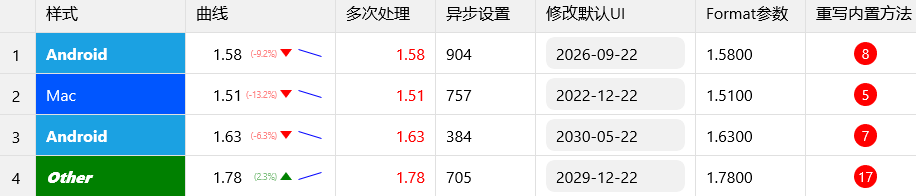 样式 曲线 多次处理 异步设置 修改默认UI Format参数 重写内置方法
1 Android 1.58 (-9.2%) 1.58 904 2026-09-22 1.5800 8
2 Mac 1.51 (-13.2%) 1.51 757 2022-12-22 1.5100 5
3 Android 1.63 (-6.3%) 1.63 384 2030-05-22 1.6300 7
4 Other 1.78 (2.3%) 1.78 705 2029-12-22 1.7800 17